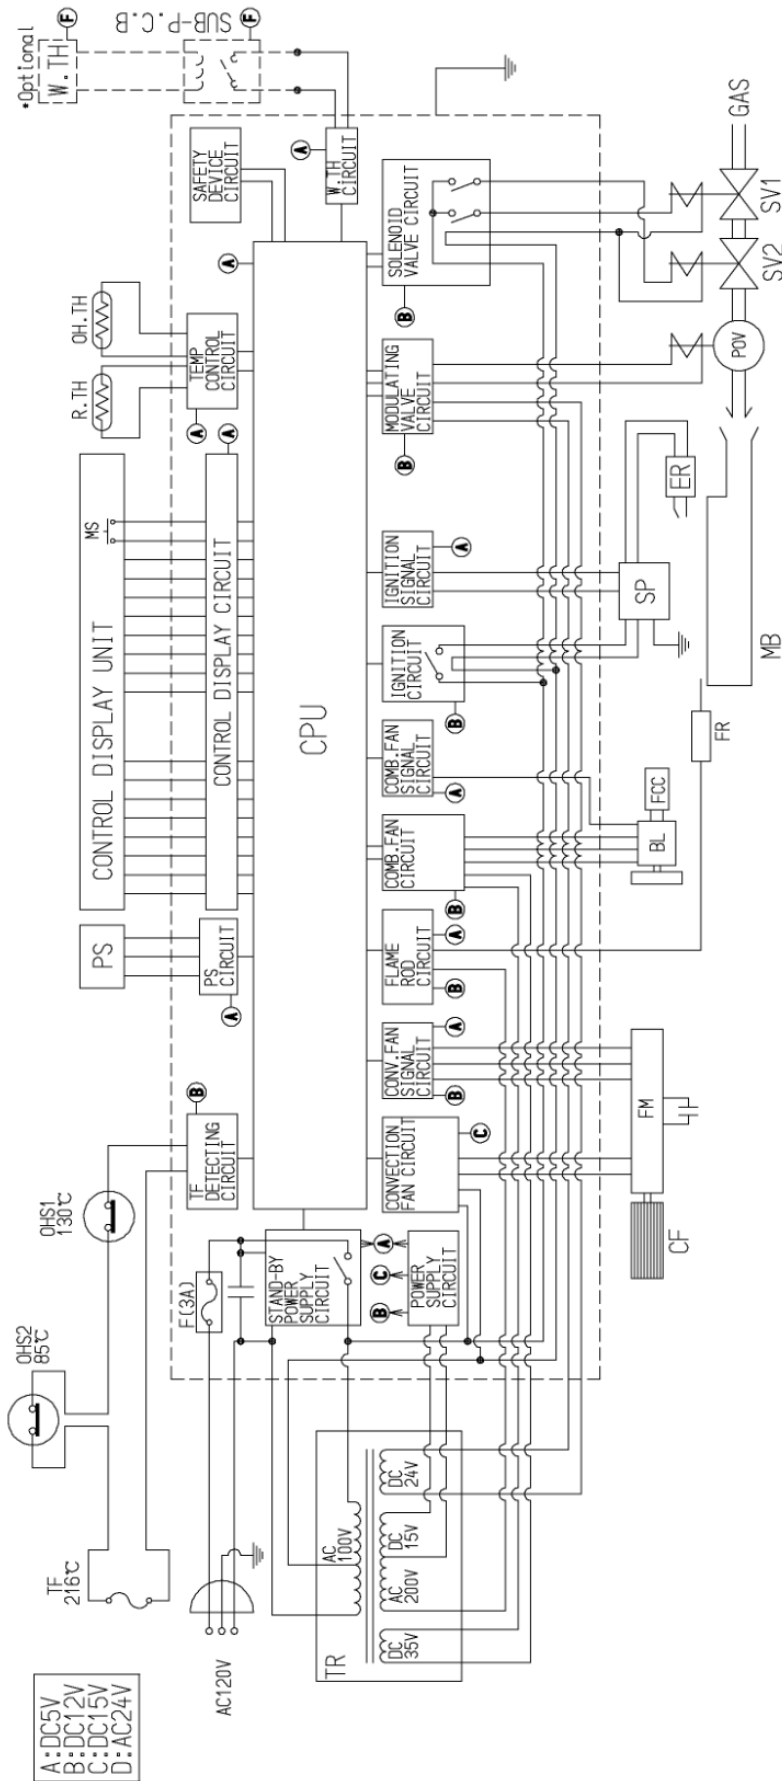 A:DC5V
B:DC12V
C:DC15V
D:AC24V
TF
216℃
OHS2
85℃
OHS1
130℃
AC120V
F(3A)
TR
AC
100V
DC
35V
AC
200V
DC
15V
DC
24V
STAND-BY
POWER
SUPPLY
CIRCUIT
POWER
SUPPLY
CIRCUIT
A
C
B
TF
DETECTING
CIRCUIT
B
PS
PS
CIRCUIT
A
CONTROL DISPLAY UNIT
MS
CONTROL DISPLAY CIRCUIT
A
R.TH
OH.TH
TEMP
CONTROL
CIRCUIT
A
SAFETY
DEVICE
CIRCUIT
A
CPU
*Optional
W.TH
F
SUB-P.C.B
F
W.TH
CIRCUIT
A
CONVECTION
FAN CIRCUIT
C
CONV.FAN
SIGNAL
CIRCUIT
B
A
FLAME
ROD
CIRCUIT
B
A
COMB.FAN
CIRCUIT
B
COMB.FAN
SIGNAL
CIRCUIT
A
IGNITION
CIRCUIT
B
IGNITION
SIGNAL
CIRCUIT
A
MODULATING
VALVE
CIRCUIT
B
SOLENOID
VALVE CIRCUIT
B
CF
FM
BL
FCC
FR
SP
ER
MB
POV
SV2
SV1
GAS